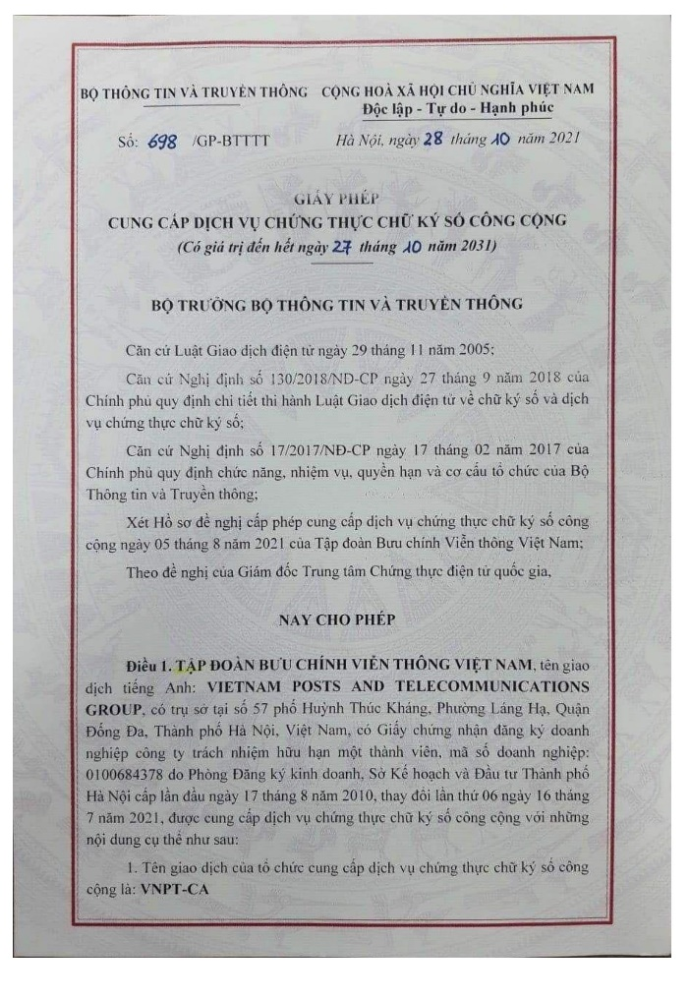 BỘ THÔNG TIN VÀ TRUYỀN THÔNG
CỘNG HOÀ XÃ HỘI CHỦ NGHĨA VIỆT NAM
Độc lập - Tự do - Hạnh phúc
Số: 698 /GP-BTTTT
Hà Nội, ngày 28 tháng 10 năm 2021
GIẤY PHÉP
CUNG CẤP DỊCH VỤ CHỨNG THỰC CHỮ KÝ SỐ CÔNG CỘNG
(Có giá trị đến hết ngày 27 tháng 10 năm 2031)
BỘ TRƯỞNG BỘ THÔNG TIN VÀ TRUYỀN THÔNG
Căn cứ Luật Giao dịch điện tử ngày 29 tháng 11 năm 2005;
Căn cứ Nghị định số 130/2018/NĐ-CP ngày 27 tháng 9 năm 2018 của
Chính phủ quy định chi tiết thi hành Luật Giao dịch điện tử về chữ ký số và dịch
vụ chứng thực chữ ký số;
Căn cứ Nghị định số 17/2017/NĐ-CP ngày 17 tháng 02 năm 2017 của
Chính phủ quy định chức năng, nhiệm vụ, quyền hạn và cơ cấu tổ chức của Bộ
Thông tin và Truyền thông;
Xét Hồ sơ đề nghị cấp phép cung cấp dịch vụ chứng thực chữ ký số công
cộng ngày 05 tháng 8 năm 2021 của Tập đoàn Bưu chính Viễn thông Việt Nam;
Theo đề nghị của Giám đốc Trung tâm Chứng thực điện tử quốc gia,
NAY CHO PHÉP
Điều 1. TẬP ĐOÀN BƯU CHÍNH VIỄN THÔNG VIỆT NAM, tên giao
dịch tiếng Anh: VIETNAM POSTS AND TELECOMMUNICATIONS
GROUP, có trụ sở tại số 57 phố Huỳnh Thúc Kháng, Phường Láng Hạ, Quận
Đống Đa, Thành phố Hà Nội, Việt Nam, có Giấy chứng nhận đăng ký doanh
nghiệp công ty trách nhiệm hữu hạn một thành viên, mã số doanh nghiệp:
0100684378 do Phòng Đăng ký kinh doanh, Sở Kế hoạch và Đầu tư Thành phố
Hà Nội cấp lần đầu ngày 17 tháng 8 năm 2010, thay đổi lần thứ 06 ngày 16 tháng
7 năm 2021, được cung cấp dịch vụ chứng thực chữ ký số công cộng với những
nội dung cụ thể như sau:
1. Tên giao dịch của tổ chức cung cấp dịch vụ chứng thực chữ ký số công
cộng là: VNPT-CA